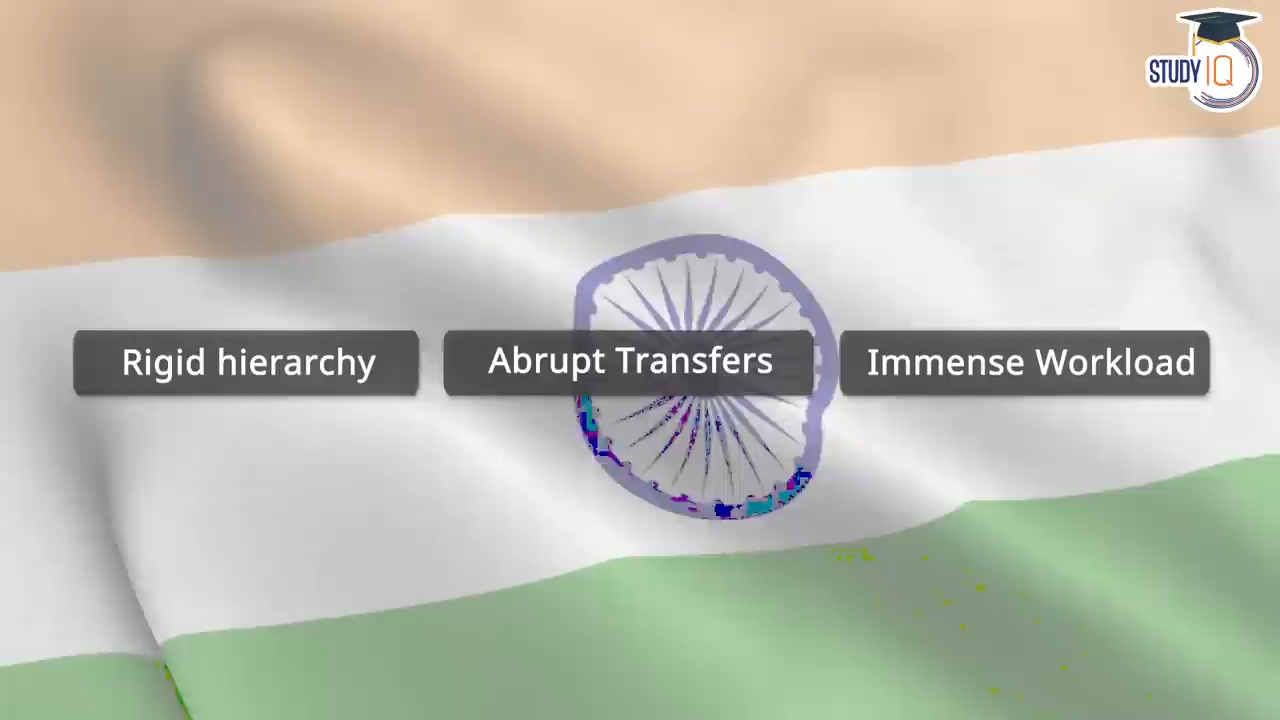 STUDY IQ
Rigid hierarchy
Abrupt Transfers
Immense Workload